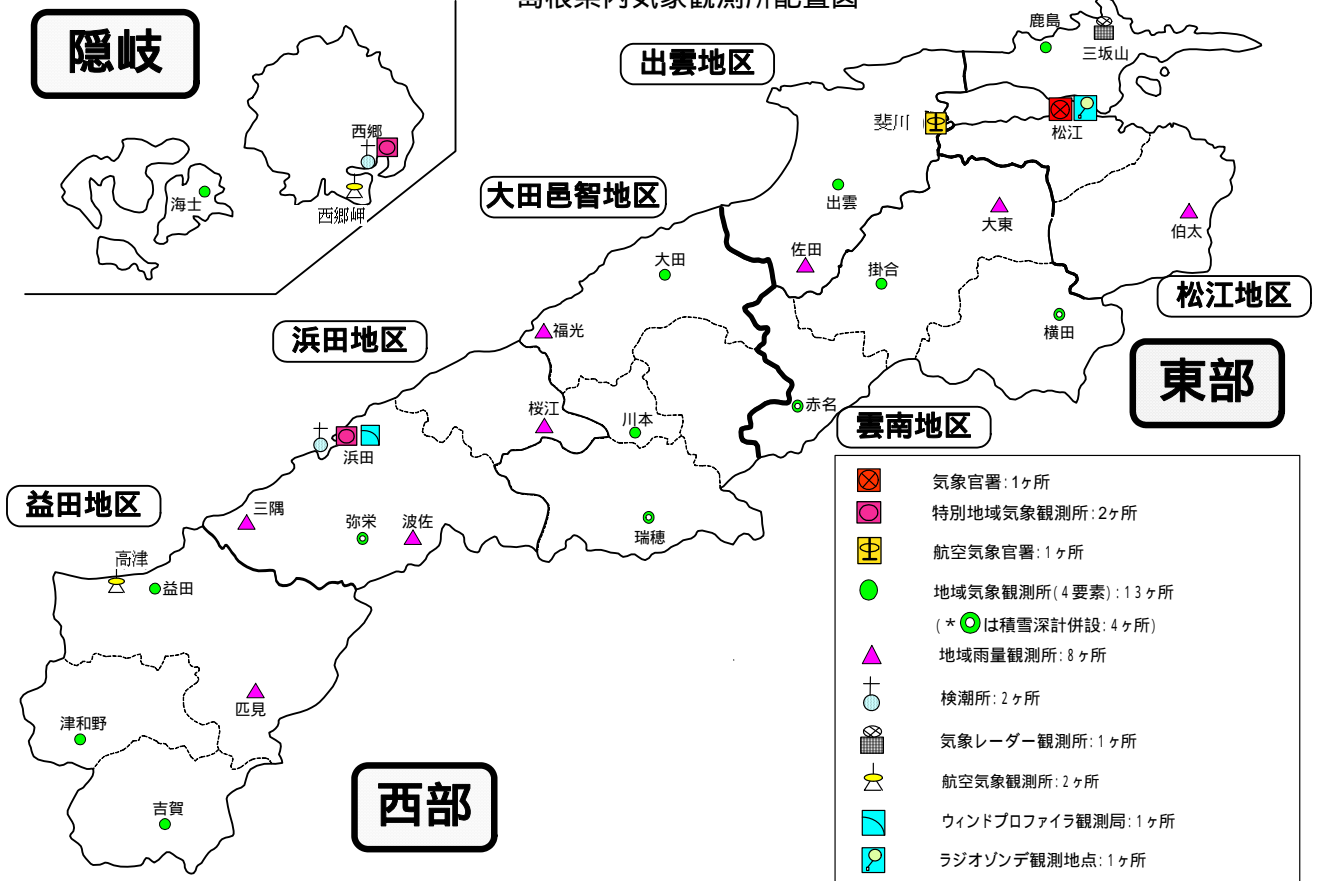 島根県内気象観測所配置図
隠岐
西郷
海士
西郷岬
出雲地区
鹿島
三坂山
斐川
松江
大田邑智地区
出雲
大東
伯太
佐田
掛合
大田
松江地区
横田
東部
福光
浜田地区
桜江
川本
赤名
雲南地区
浜田
益田地区
三隅
弥栄
波佐
瑞穂
高津
益田
匹見
津和野
吉賀
西部
気象官署:1ヶ所
特別地域気象観測所:2ヶ所
航空気象官署:1ヶ所
地域気象観測所(4要素):13ヶ所
(*◎は積雪深計併設:4ヶ所)
地域雨量観測所:8ヶ所
検潮所:2ヶ所
気象レーダー観測所:1ヶ所
航空気象観測所:2ヶ所
ウィンドプロファイラ観測局:1ヶ所
ラジオゾンデ観測地点:1ヶ所